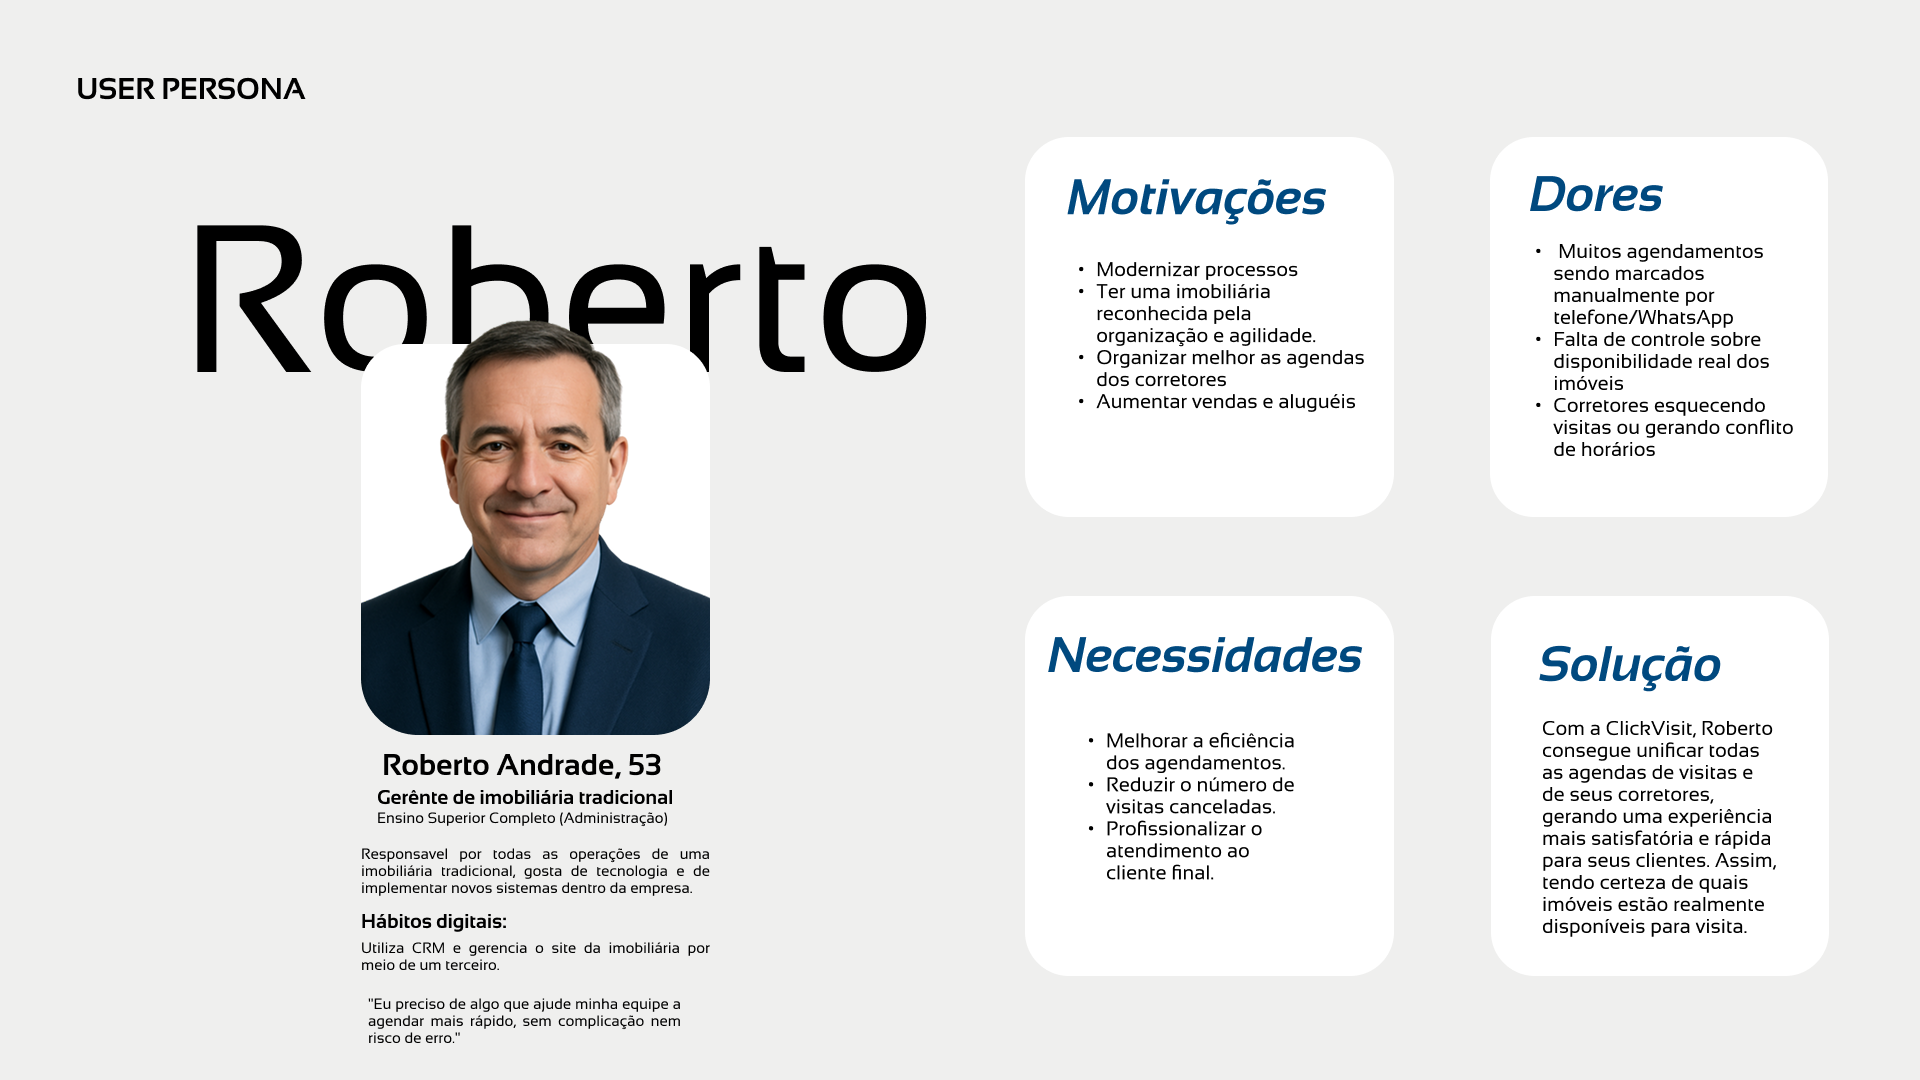 USER PERSONA
Roberto
Roberto Andrade, 53
Gerênte de imobiliária tradicional
Ensino Superior Completo (Administração)
Responsavel por todas as operações de uma
imobiliária tradicional, gosta de tecnologia e de
implementar novos sistemas dentro da empresa.
Hábitos digitais:
Utiliza CRM e gerencia o site da imobiliária por
meio de um terceiro.
"Eu preciso de algo que ajude minha equipe a
agendar mais rápido, sem complicação nem
risco de erro."
Motivações
• Modernizar processos
• Ter uma imobiliária
reconhecida pela
organização e agilidade.
• Organizar melhor as agendas
dos corretores
• Aumentar vendas e aluguéis
Dores
• Muitos agendamentos
sendo marcados
manualmente por
telefone/WhatsApp
• Falta de controle sobre
disponibilidade real dos
imóveis
• Corretores esquecendo
visitas ou gerando conflito
de horários
Necessidades
• Melhorar a eficiência
dos agendamentos.
• Reduzir o número de
visitas canceladas.
• Profissionalizar o
atendimento ao
cliente final.
Solução
Com a ClickVisit, Roberto
consegue unificar todas
as agendas de visitas e
de seus corretores,
gerando uma experiência
mais satisfatória e rápida
para seus clientes. Assim,
tendo certeza de quais
imóveis estão realmente
disponíveis para visita.